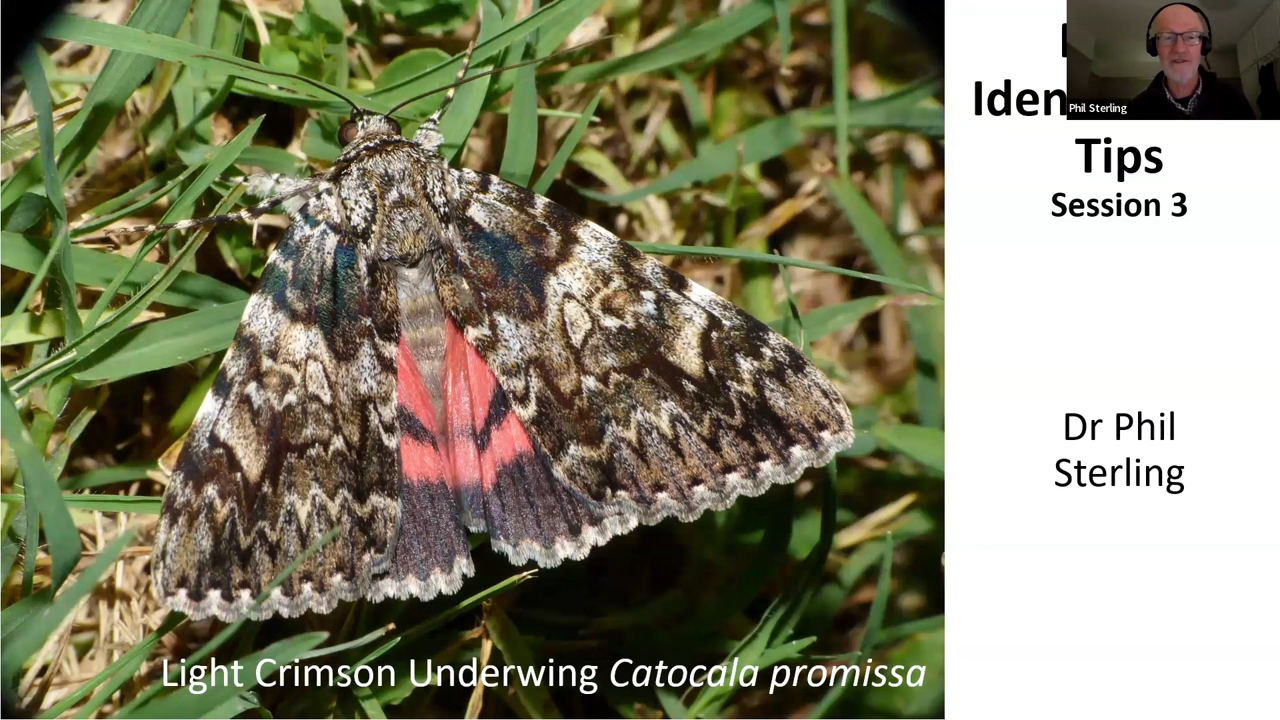 Iden
Phil Sterling
Tips
Session 3
Dr Phil
Sterling
Light Crimson Underwing Catocala promissa